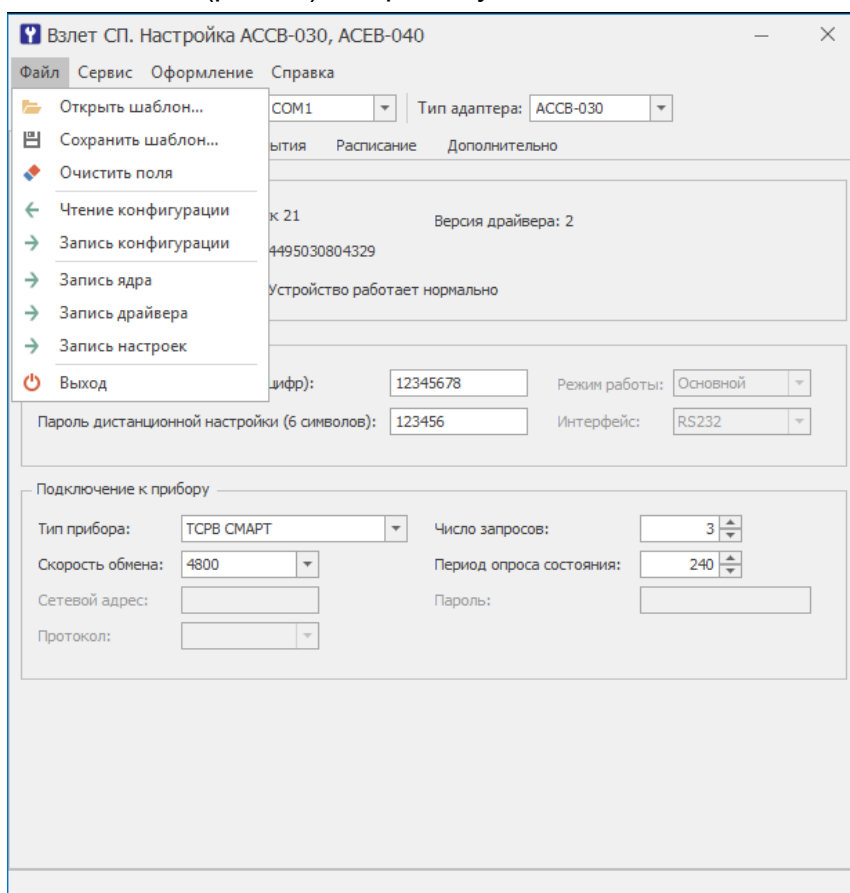 Взлет СП. Настройка АССВ-030, АСЕВ-040
Файл Сервис Оформление Справка
Открыть шаблон... COM1 Тип адаптера: АССВ-030
Сохранить шаблон... Расписание Дополнительно
Очистить поля
Чтение конфигурации к 21 Версия драйвера: 2
Запись конфигурации 4495030804329
Запись ядра Устройство работает нормально
Запись драйвера
Запись настроек
Выход цифр): 12345678 Режим работы: Основной
Пароль дистанционной настройки (6 символов): 123456 Интерфейс: RS232
Подключение к прибору
Тип прибора: ТСРВ СМАРТ Число запросов: 3
Скорость обмена: 4800 Период опроса состояния: 240
Сетевой адрес: Пароль:
Протокол: